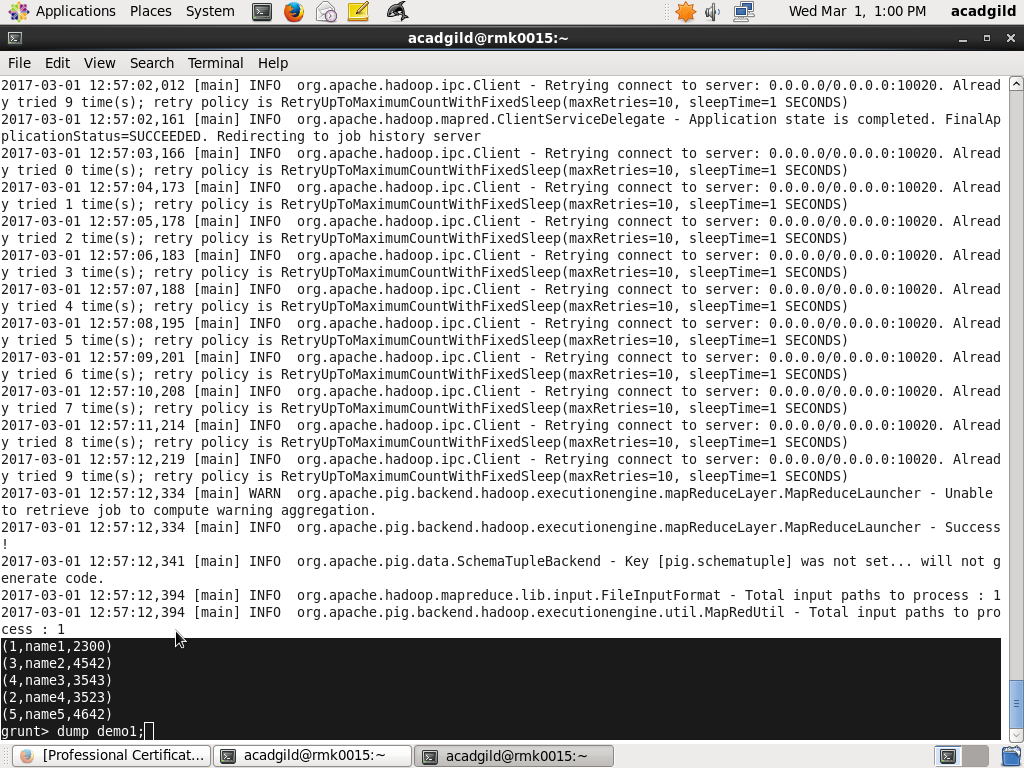 Applications Places System Wed Mar 1, 1:00 PM acadgild
acadgild@rmk0015:~
File Edit View Search Terminal Help
2017-03-01 12:57:02,012 [main] INFO  org.apache.hadoop.ipc.Client - Retrying connect to server: 0.0.0.0/0.0.0.0:10020. Alread
y tried 9 time(s); retry policy is RetryUpToMaximumCountWithFixedSleep(maxRetries=10, sleepTime=1 SECONDS)
2017-03-01 12:57:02,161 [main] INFO  org.apache.hadoop.mapred.ClientServiceDelegate - Application state is completed. FinalAp
plicationStatus=SUCCEEDED. Redirecting to job history server
2017-03-01 12:57:03,166 [main] INFO  org.apache.hadoop.ipc.Client - Retrying connect to server: 0.0.0.0/0.0.0.0:10020. Alread
y tried 0 time(s); retry policy is RetryUpToMaximumCountWithFixedSleep(maxRetries=10, sleepTime=1 SECONDS)
2017-03-01 12:57:04,173 [main] INFO  org.apache.hadoop.ipc.Client - Retrying connect to server: 0.0.0.0/0.0.0.0:10020. Alread
y tried 1 time(s); retry policy is RetryUpToMaximumCountWithFixedSleep(maxRetries=10, sleepTime=1 SECONDS)
2017-03-01 12:57:05,178 [main] INFO  org.apache.hadoop.ipc.Client - Retrying connect to server: 0.0.0.0/0.0.0.0:10020. Alread
y tried 2 time(s); retry policy is RetryUpToMaximumCountWithFixedSleep(maxRetries=10, sleepTime=1 SECONDS)
2017-03-01 12:57:06,183 [main] INFO  org.apache.hadoop.ipc.Client - Retrying connect to server: 0.0.0.0/0.0.0.0:10020. Alread
y tried 3 time(s); retry policy is RetryUpToMaximumCountWithFixedSleep(maxRetries=10, sleepTime=1 SECONDS)
2017-03-01 12:57:07,188 [main] INFO  org.apache.hadoop.ipc.Client - Retrying connect to server: 0.0.0.0/0.0.0.0:10020. Alread
y tried 4 time(s); retry policy is RetryUpToMaximumCountWithFixedSleep(maxRetries=10, sleepTime=1 SECONDS)
2017-03-01 12:57:08,195 [main] INFO  org.apache.hadoop.ipc.Client - Retrying connect to server: 0.0.0.0/0.0.0.0:10020. Alread
y tried 5 time(s); retry policy is RetryUpToMaximumCountWithFixedSleep(maxRetries=10, sleepTime=1 SECONDS)
2017-03-01 12:57:09,201 [main] INFO  org.apache.hadoop.ipc.Client - Retrying connect to server: 0.0.0.0/0.0.0.0:10020. Alread
y tried 6 time(s); retry policy is RetryUpToMaximumCountWithFixedSleep(maxRetries=10, sleepTime=1 SECONDS)
2017-03-01 12:57:10,208 [main] INFO  org.apache.hadoop.ipc.Client - Retrying connect to server: 0.0.0.0/0.0.0.0:10020. Alread
y tried 7 time(s); retry policy is RetryUpToMaximumCountWithFixedSleep(maxRetries=10, sleepTime=1 SECONDS)
2017-03-01 12:57:11,214 [main] INFO  org.apache.hadoop.ipc.Client - Retrying connect to server: 0.0.0.0/0.0.0.0:10020. Alread
y tried 8 time(s); retry policy is RetryUpToMaximumCountWithFixedSleep(maxRetries=10, sleepTime=1 SECONDS)
2017-03-01 12:57:12,219 [main] INFO  org.apache.hadoop.ipc.Client - Retrying connect to server: 0.0.0.0/0.0.0.0:10020. Alread
y tried 9 time(s); retry policy is RetryUpToMaximumCountWithFixedSleep(maxRetries=10, sleepTime=1 SECONDS)
2017-03-01 12:57:12,334 [main] WARN  org.apache.pig.backend.hadoop.executionengine.mapReduceLayer.MapReduceLauncher - Unable
to retrieve job to compute warning aggregation.
2017-03-01 12:57:12,334 [main] INFO  org.apache.pig.backend.hadoop.executionengine.mapReduceLayer.MapReduceLauncher - Success
!
2017-03-01 12:57:12,341 [main] INFO  org.apache.pig.data.SchemaTupleBackend - Key [pig.schematuple] was not set... will not g
enerate code.
2017-03-01 12:57:12,394 [main] INFO  org.apache.hadoop.mapreduce.lib.input.FileInputFormat - Total input paths to process : 1
2017-03-01 12:57:12,394 [main] INFO  org.apache.pig.backend.hadoop.executionengine.util.MapRedUtil - Total input paths to pro
cess : 1
(1,name1,2300)
(3,name2,4542)
(4,name3,3543)
(2,name4,3523)
(5,name5,4642)
grunt> dump demo1;
[Professional Certificat... acadgild@rmk0015:~ acadgild@rmk0015:~